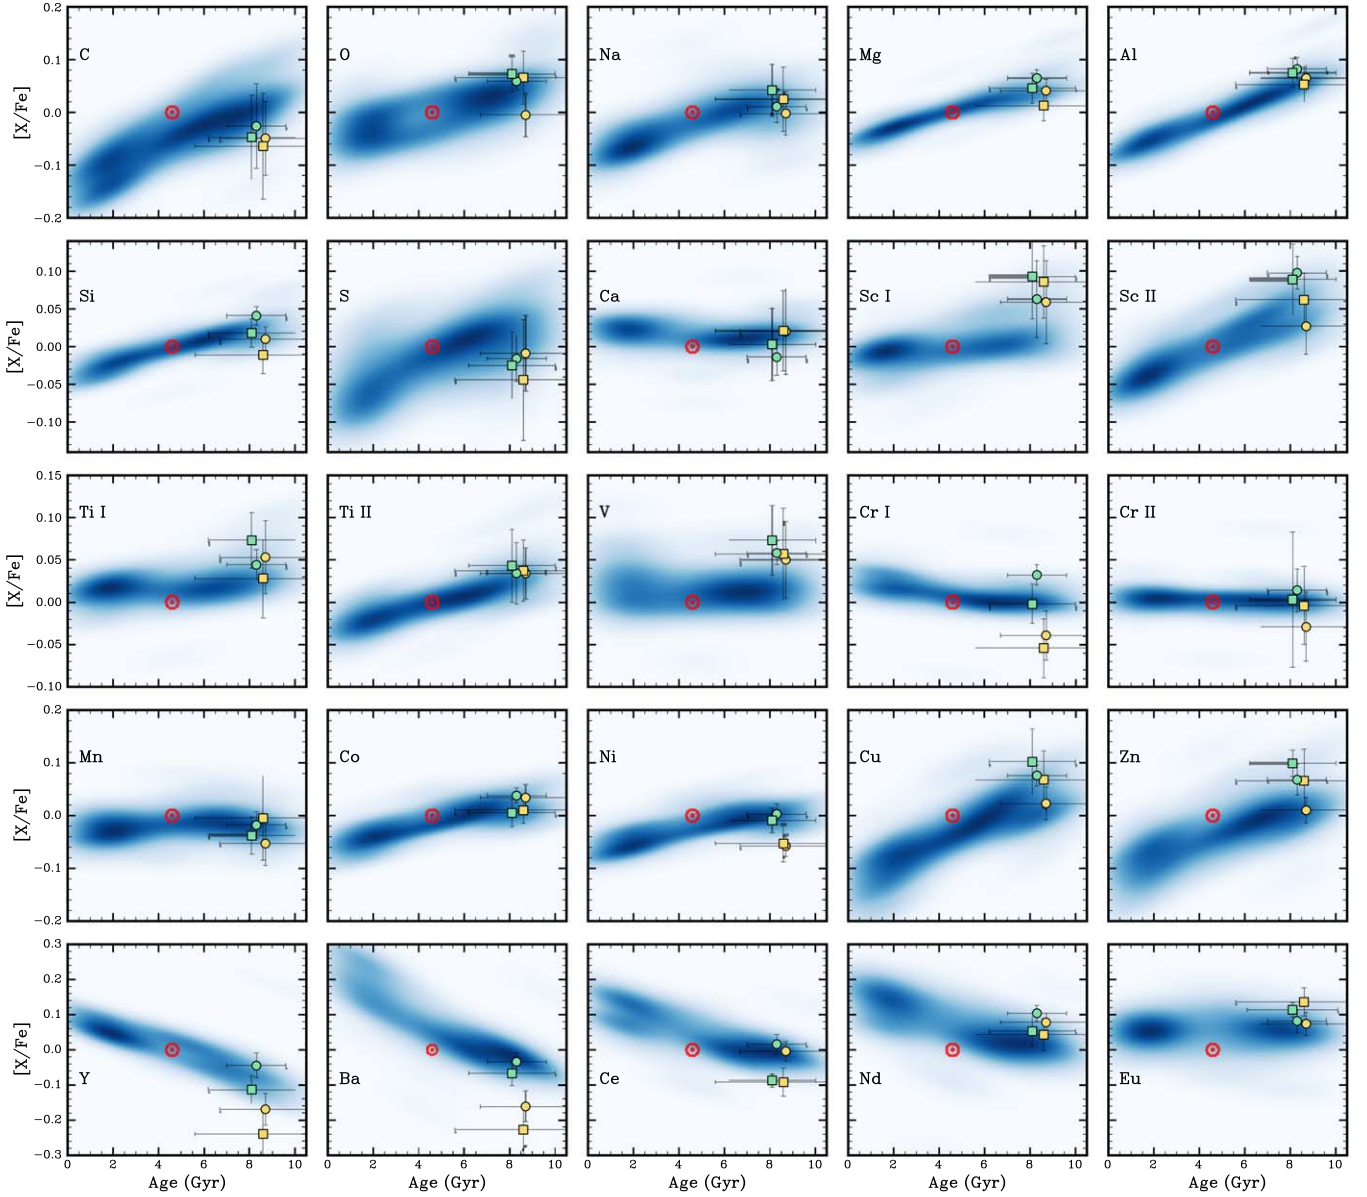 0.2
0.1
0.0
−0.1
−0.2
[X/Fe]
C
O
Na
Mg
Al
0.10
0.05
0.00
−0.05
−0.10
[X/Fe]
Si
S
Ca
Sc I
Sc II
0.15
0.10
0.05
0.00
−0.05
−0.10
[X/Fe]
Ti I
Ti II
V
Cr I
Cr II
0.2
0.1
0.0
−0.1
−0.2
[X/Fe]
Mn
Co
Ni
Cu
Zn
0.3
0.2
0.1
0.0
−0.1
−0.2
−0.3
[X/Fe]
Y
Ba
Ce
Nd
Eu
0 2 4 6 8 10
0 2 4 6 8 10
0 2 4 6 8 10
0 2 4 6 8 10
0 2 4 6 8 10
Age (Gyr)
Age (Gyr)
Age (Gyr)
Age (Gyr)
Age (Gyr)